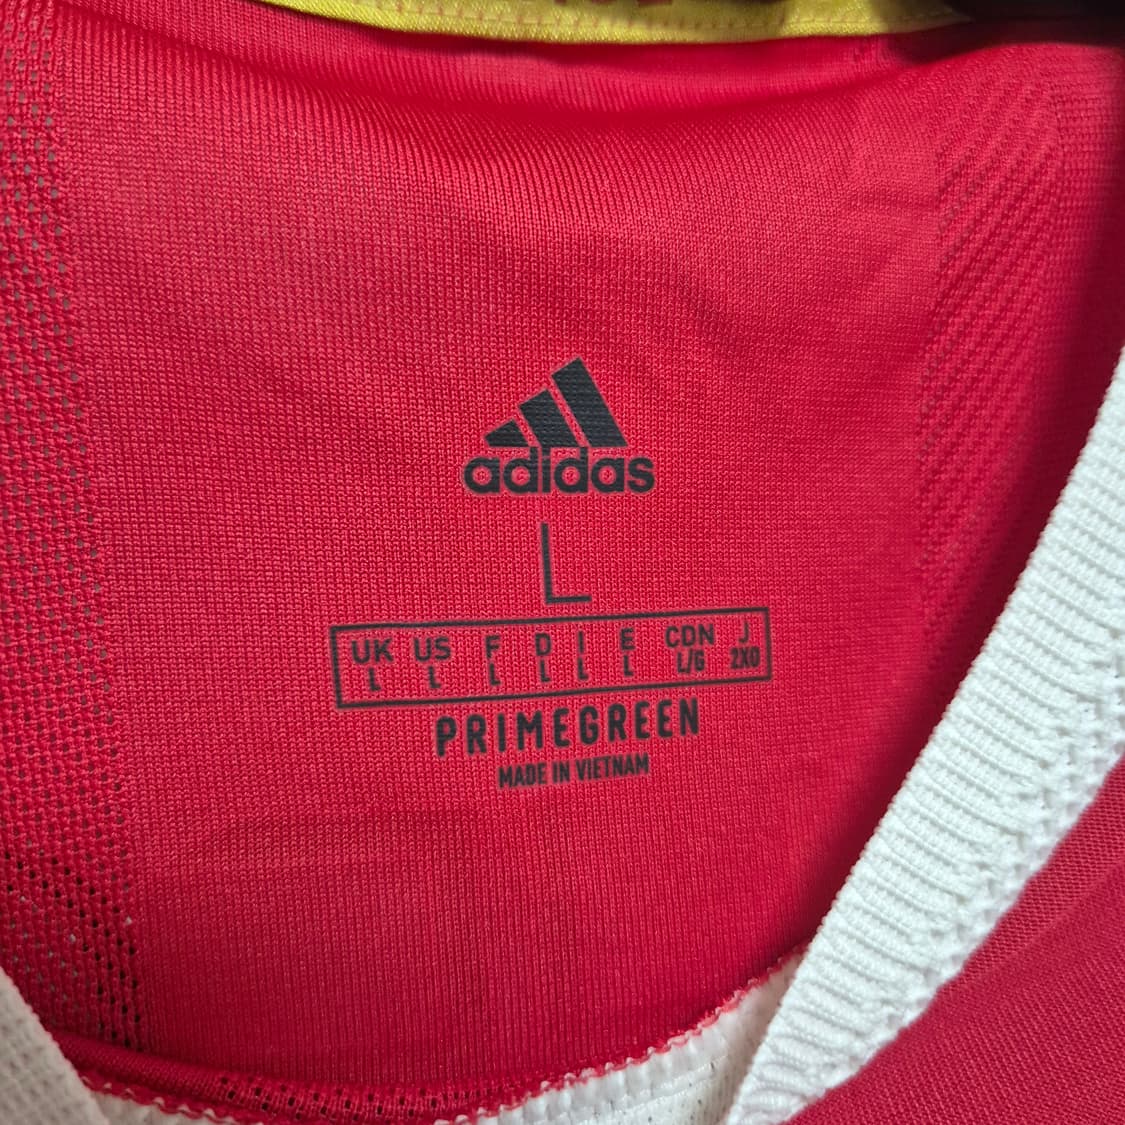 adidas
L
UK US F D I E CDN J
L L L L L L L/G 2XO
PRIMEGREEN
MADE IN VIETNAM